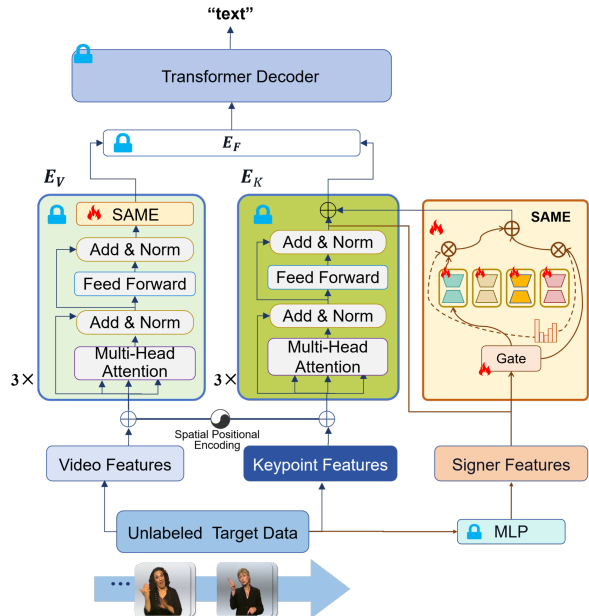 “text”
Transformer Decoder
E_F
E_V
E_K
SAME
SAME
Add & Norm
Add & Norm
Feed Forward
Feed Forward
Add & Norm
Add & Norm
Multi-Head
Attention
Multi-Head
Attention
Gate
3×
3×
Spatial Positional
Encoding
Video Features
Keypoint Features
Signer Features
Unlabeled Target Data
MLP
...